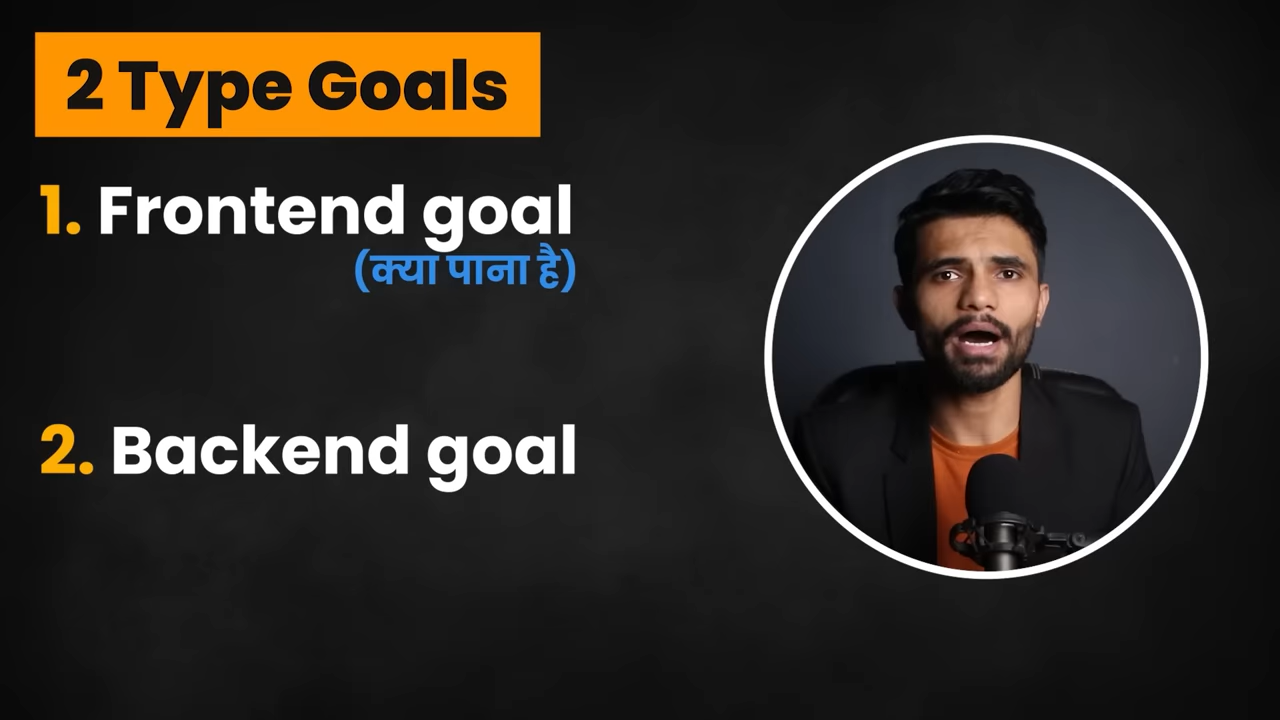 2 Type Goals
1. Frontend goal
(क्या पाना है)
2. Backend goal